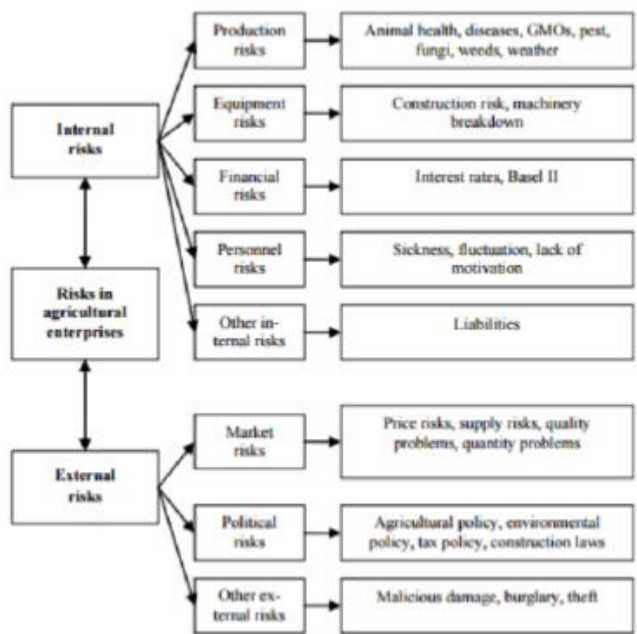 Production
risks
Animal health, diseases, GMOs, pest,
fungi, weeds, weather
Internal
risks
Equipment
risks
Construction risk, machinery
breakdown
Financial
risks
Interest rates, Basel II
Personnel
risks
Sickness, fluctuation, lack of
motivation
Risks in
agricultural
enterprises
Other in-
ternal risks
Liabilities
Market
risks
Price risks, supply risks, quality
problems, quantity problems
External
risks
Political
risks
Agricultural policy, environmental
policy, tax policy, construction laws
Other ex-
ternal risks
Malicious damage, burglary, theft